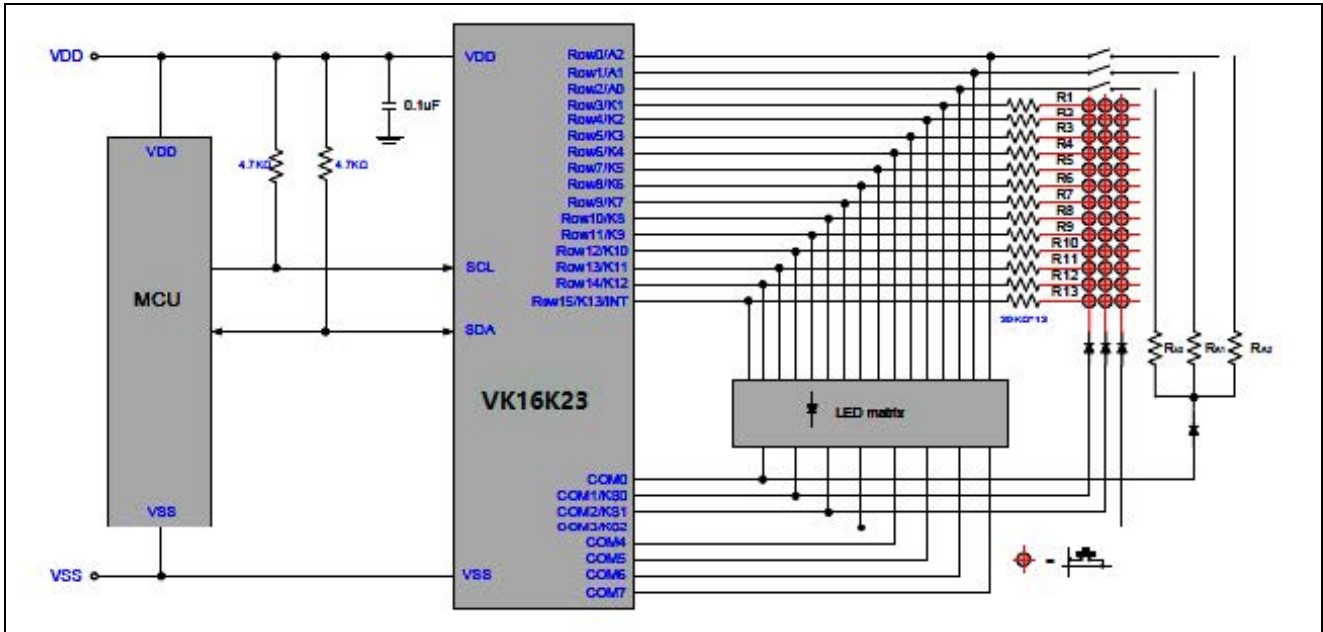 VDD
VDD
0.1uF
4.7KΩ
4.7KΩ
VDD
MCU
VSS
VSS
SCL
SDA
VK16K23
VSS
Row0/A2
Row1/A1
Row2/A0
Row3/K1
Row4/K2
Row5/K3
Row6/K4
Row7/K5
Row8/K6
Row9/K7
Row10/K8
Row11/K9
Row12/K10
Row13/K11
Row14/K12
Row15/K13/INT
R1
R2
R3
R4
R5
R6
R7
R8
R9
R10
R11
R12
R13
RA0
RA1
RA2
LED matrix
COM0
COM1/KS0
COM2/KS1
COM3/KS2
COM4
COM5
COM6
COM7